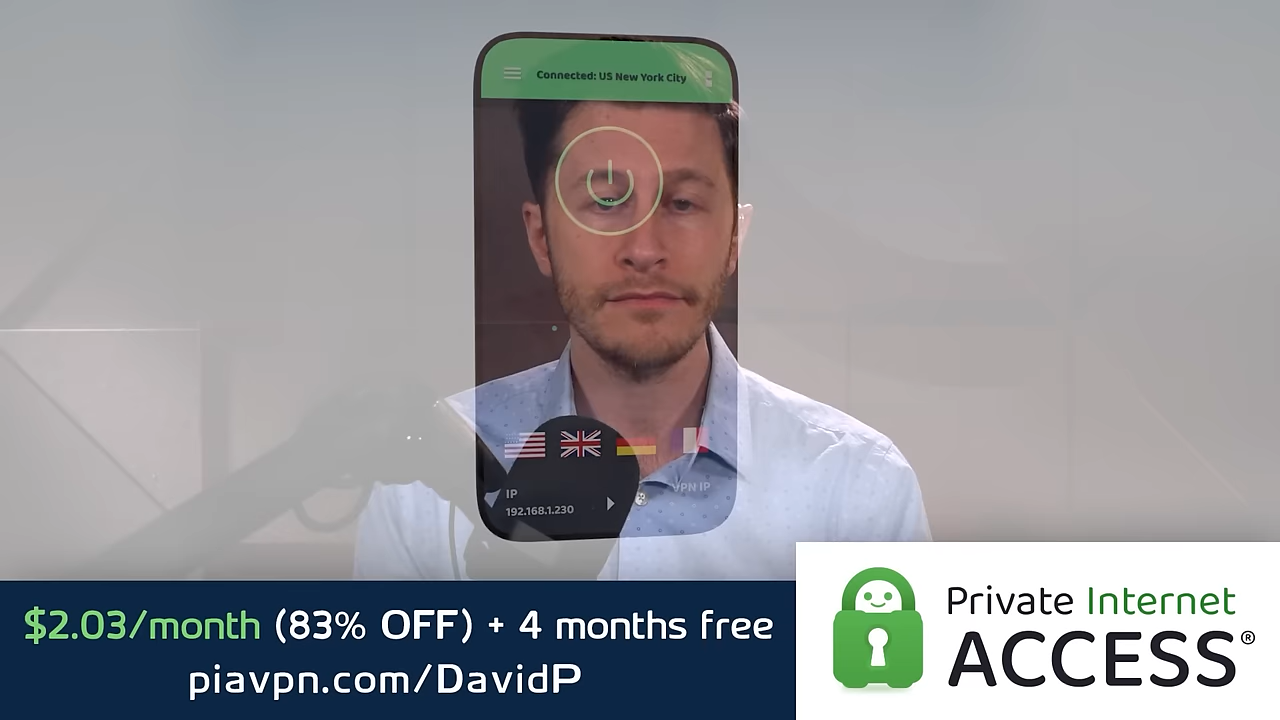 Connected: US New York City
IP
192.168.1.230
VPN IP
$2.03/month (83% OFF) + 4 months free
piavpn.com/DavidP
Private Internet
ACCESS®